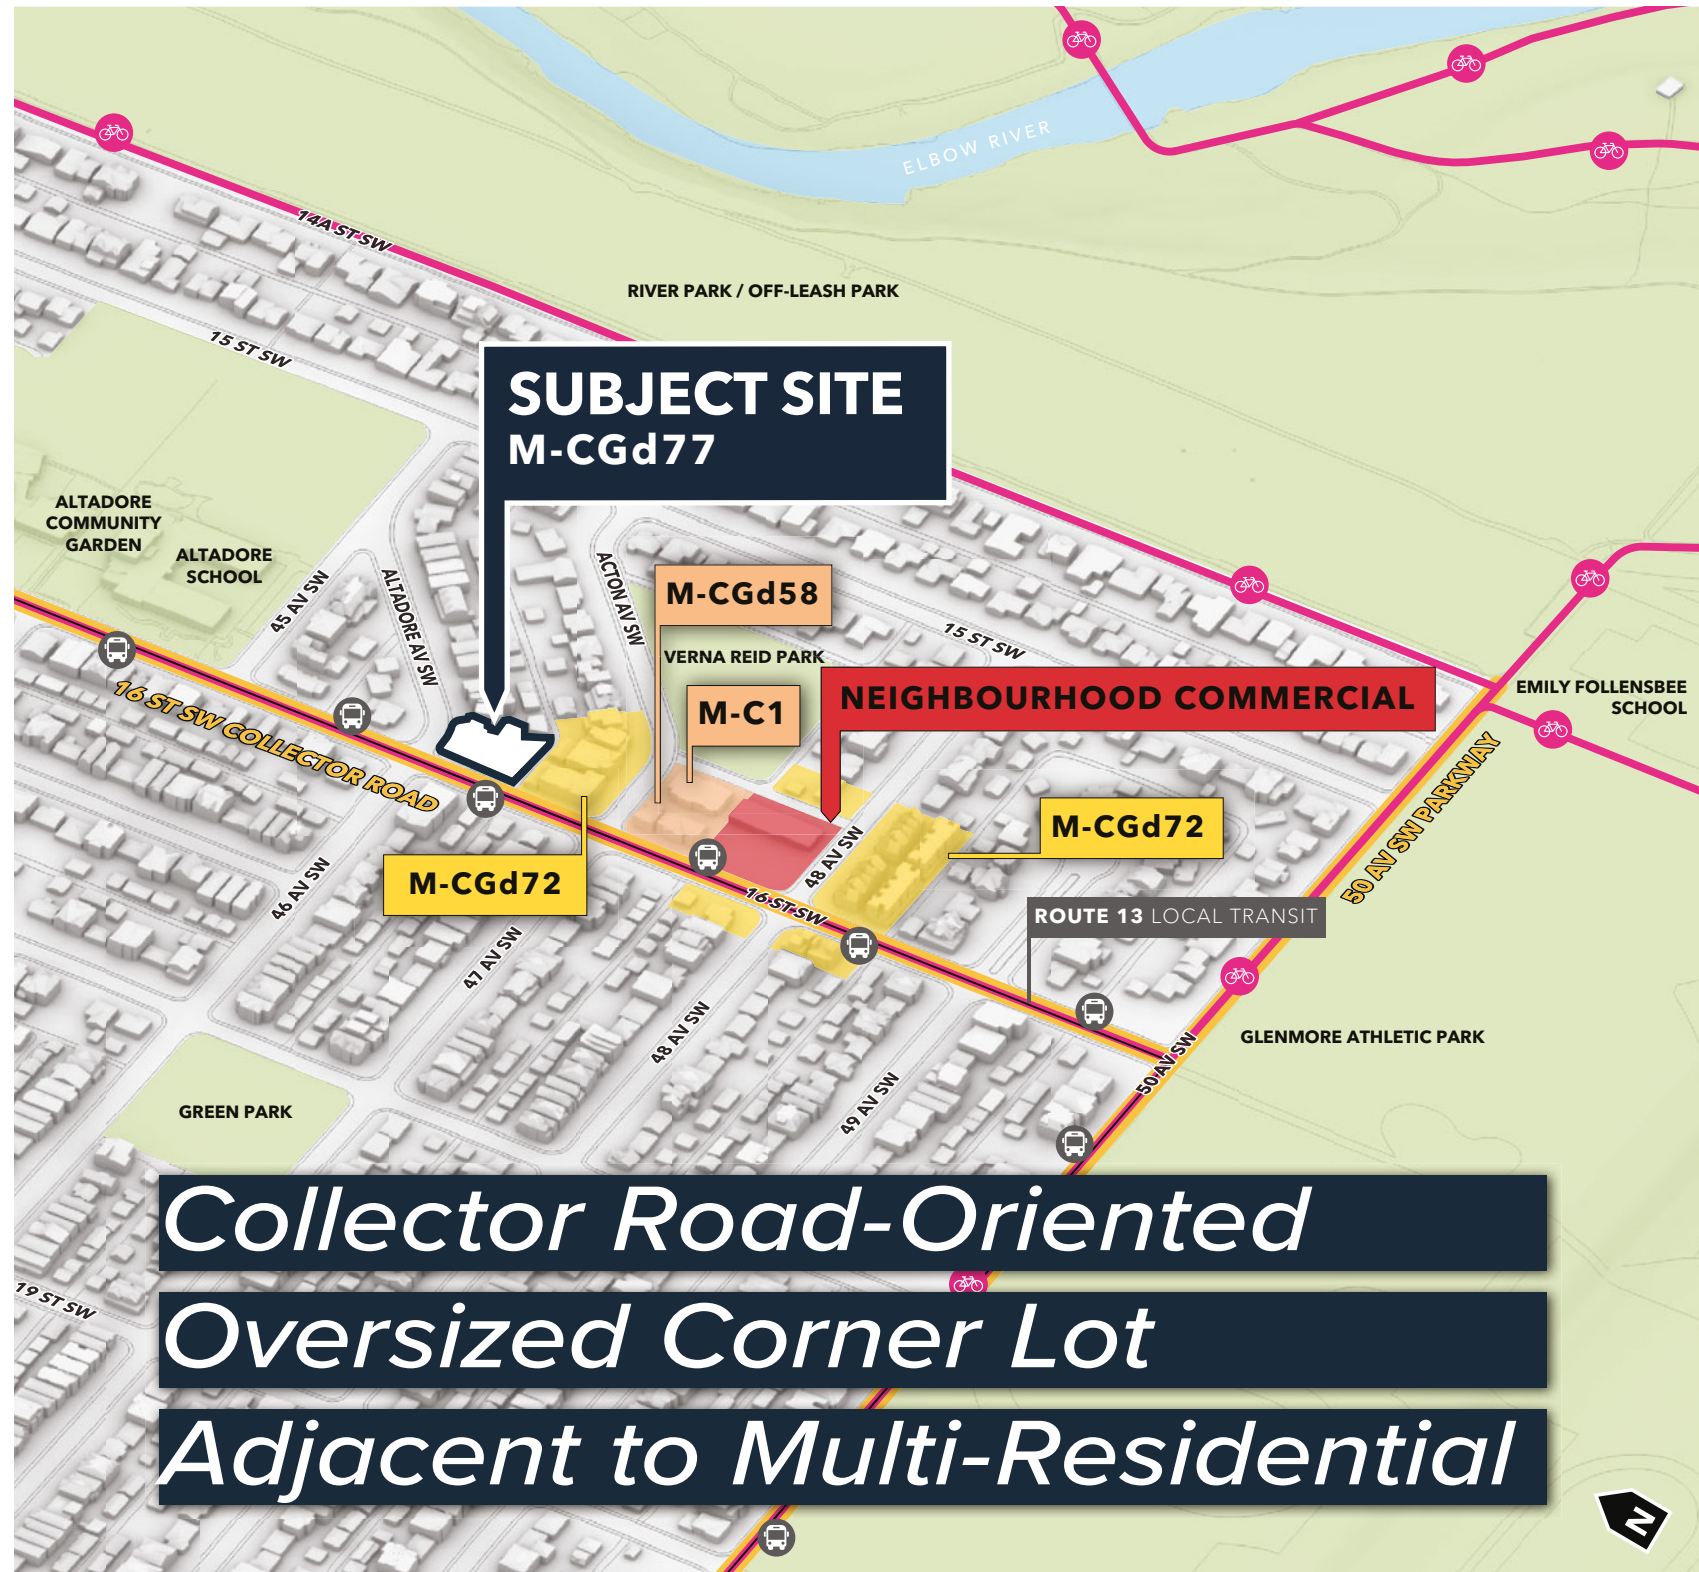 ELBOW RIVER
14A ST SW
RIVER PARK / OFF-LEASH PARK
15 ST SW
SUBJECT SITE
M-CGd77
ALTADORE
COMMUNITY
GARDEN
ALTADORE
SCHOOL
45 AV SW
ALTADORE AV SW
ACTON AV SW
M-CGd58
15 ST SW
VERNA REID PARK
M-C1
NEIGHBOURHOOD COMMERCIAL
EMILY FOLLENSBEE
SCHOOL
16 ST SW COLLECTOR ROAD
50 AV SW PARKWAY
M-CGd72
48 AV SW
M-CGd72
46 AV SW
16 ST SW
ROUTE 13 LOCAL TRANSIT
47 AV SW
48 AV SW
GLENMORE ATHLETIC PARK
50 AV SW
49 AV SW
GREEN PARK
19 ST SW
Collector Road-Oriented
Oversized Corner Lot
Adjacent to Multi-Residential
N